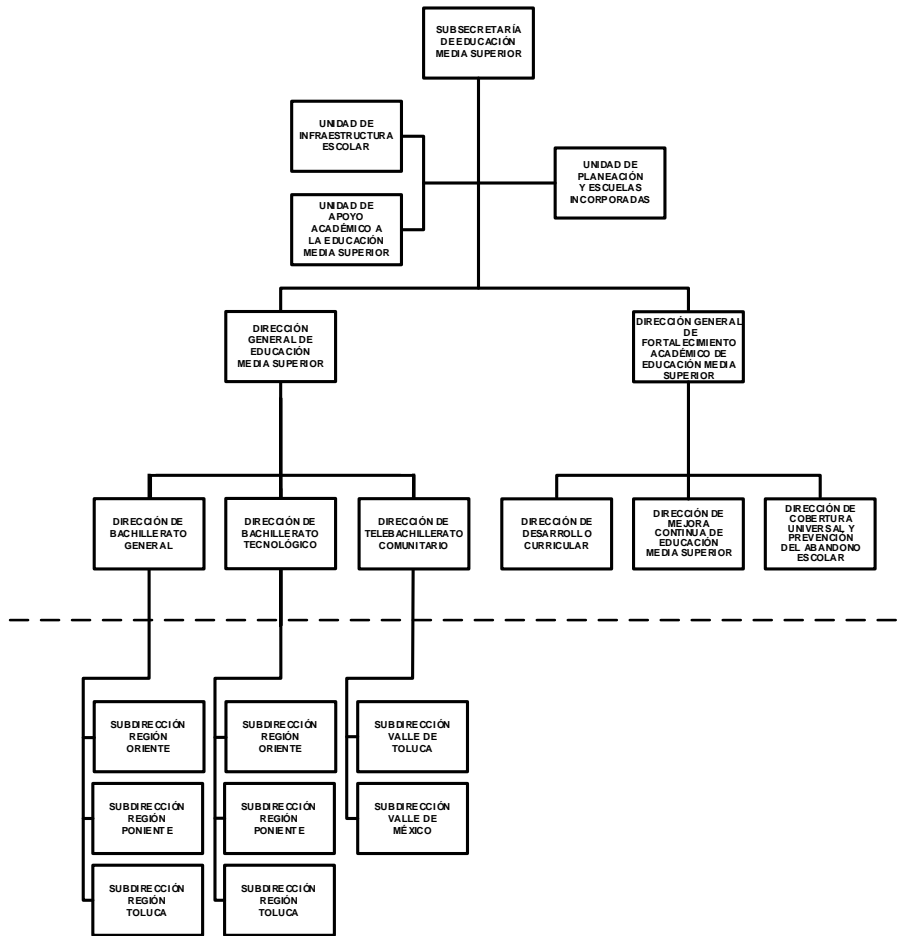 SUBSECRETARÍA
DE EDUCACIÓN
MEDIA SUPERIOR
UNIDAD DE
INFRAESTRUCTURA
ESCOLAR
UNIDAD DE
PLANEACIÓN
Y ESCUELAS
INCORPORADAS
UNIDAD DE
APOYO
ACADÉMICO A
LA EDUCACIÓN
MEDIA SUPERIOR
DIRECCIÓN
GENERAL DE
EDUCACIÓN
MEDIA SUPERIOR
DIRECCIÓN GENERAL
DE
FORTALECIMIENTO
ACADÉMICO DE
EDUCACIÓN MEDIA
SUPERIOR
DIRECCIÓN DE
BACHILLERATO
GENERAL
DIRECCIÓN DE
BACHILLERATO
TECNOLÓGICO
DIRECCIÓN DE
TELEBACHILLERATO
COMUNITARIO
DIRECCIÓN DE
DESARROLLO
CURRICULAR
DIRECCIÓN DE
MEJORA
CONTINUA DE
EDUCACIÓN
MEDIA SUPERIOR
DIRECCIÓN DE
COBERTURA
UNIVERSAL Y
PREVENCIÓN
DEL ABANDONO
ESCOLAR
SUBDIRECCIÓN
REGIÓN
ORIENTE
SUBDIRECCIÓN
REGIÓN
ORIENTE
SUBDIRECCIÓN
VALLE DE
TOLUCA
SUBDIRECCIÓN
REGIÓN
PONIENTE
SUBDIRECCIÓN
REGIÓN
PONIENTE
SUBDIRECCIÓN
VALLE DE
MÉXICO
SUBDIRECCIÓN
REGIÓN
TOLUCA
SUBDIRECCIÓN
REGIÓN
TOLUCA